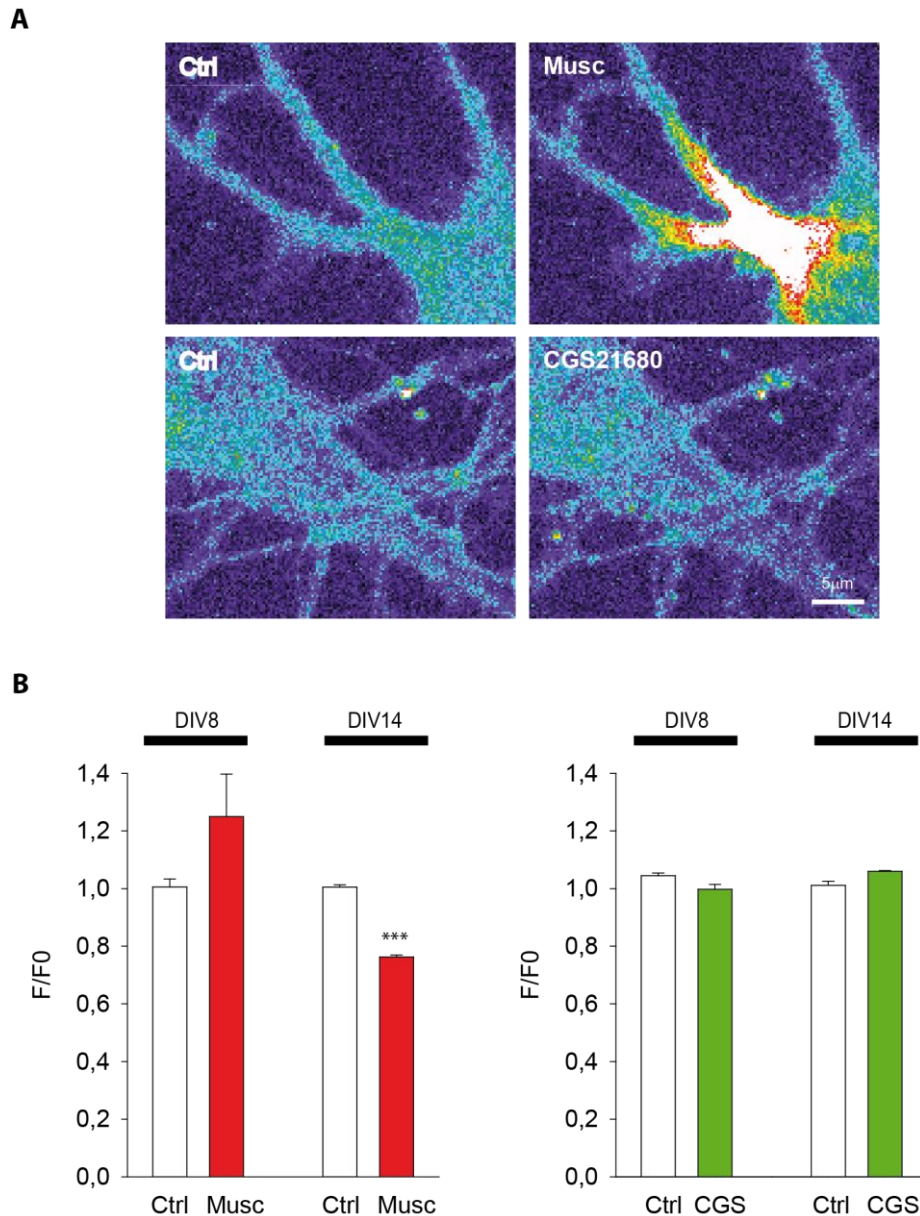 A
Ctrl
Musc
Ctrl
CGS21680
5µm
B
DIV8
DIV14
1,4
1,2
1,0
0,8
0,6
0,4
0,2
0,0
F/F0
***
Ctrl
Musc
Ctrl
Musc
DIV8
DIV14
1,4
1,2
1,0
0,8
0,6
0,4
0,2
0,0
F/F0
Ctrl
CGS
Ctrl
CGS